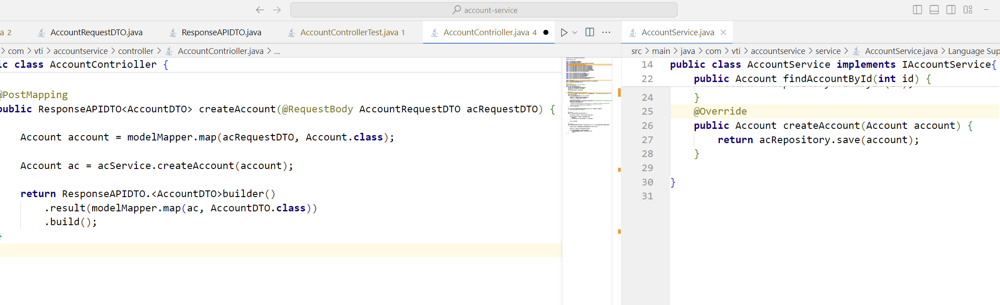 account-service
a 2
AccountRequestDTO.java
ResponseAPIDTO.java
AccountControllerTest.java 1
AccountContrioller.java 4
com > vti > accountservice > controller > AccountContrioller.java > ...
ic class AccountContrioller {
@PostMapping
public ResponseAPIDTO<AccountDTO> createAccount(@RequestBody AccountRequestDTO acRequestDTO) {
Account account = modelMapper.map(acRequestDTO, Account.class);
Account ac = acService.createAccount(account);
return ResponseAPIDTO.<AccountDTO>builder()
.result(modelMapper.map(ac, AccountDTO.class))
.build();
}
AccountService.java
src > main > java > com > vti > accountservice > service > AccountService.java > Language Sup
14 public class AccountService implements IAccountService{
22 public Account findAccountById(int id) {
24 }
25 @Override
26 public Account createAccount(Account account) {
27 return acRepository.save(account);
28 }
29
30 }
31